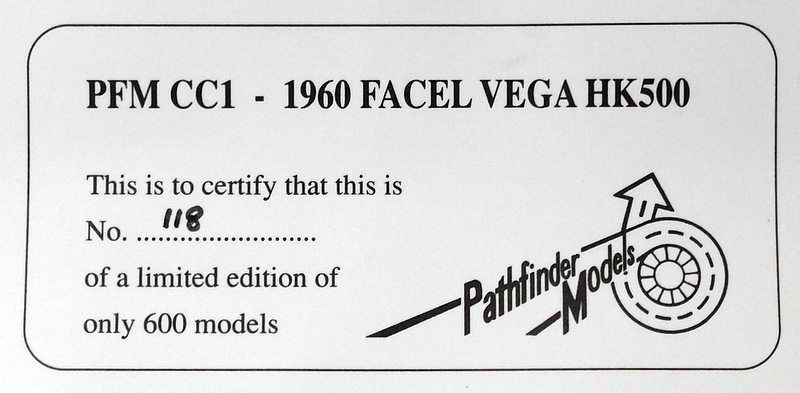 PFM CC1 - 1960 FACEL VEGA HK500
This is to certify that this is
No. ..118......................
of a limited edition of
only 600 models
Pathfinder
Models